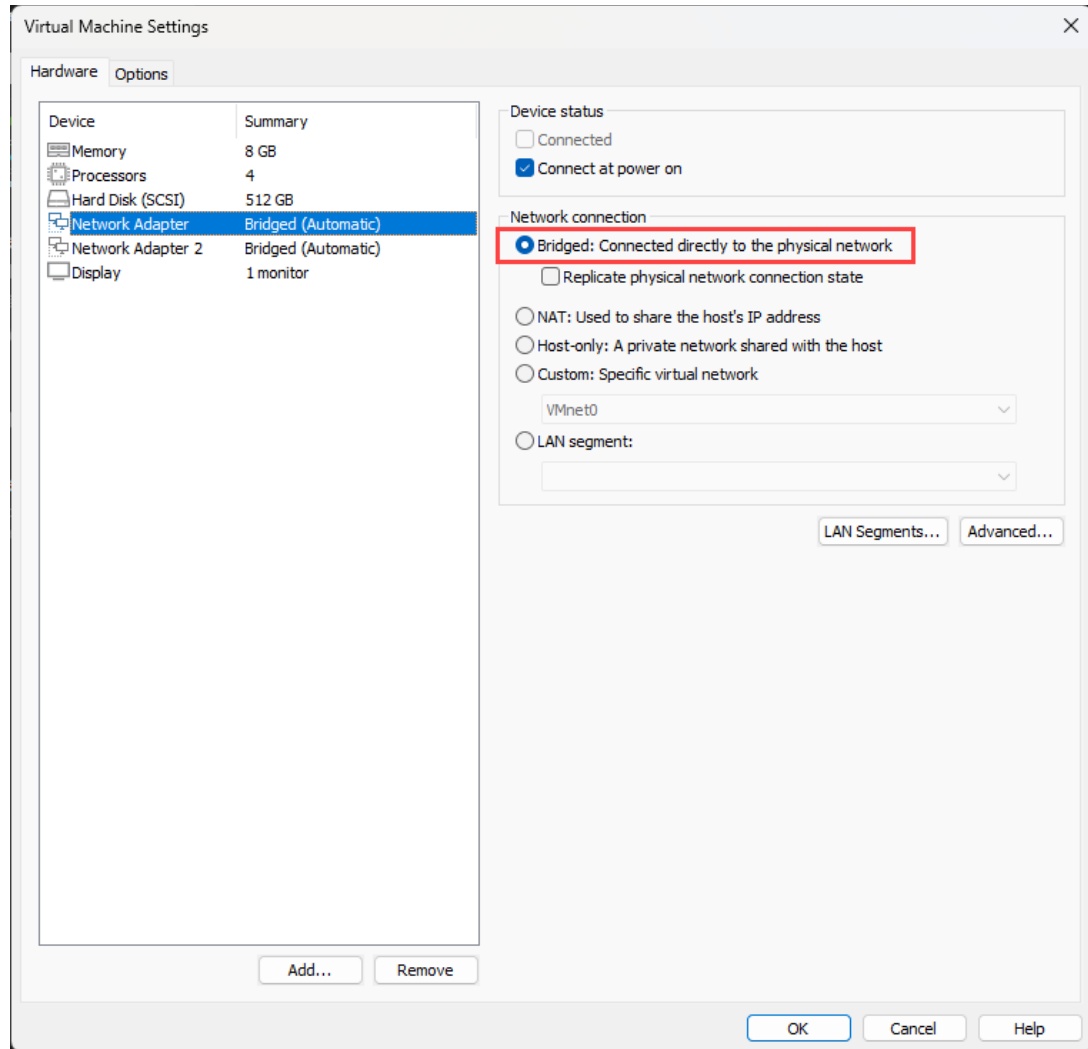 Virtual Machine Settings
Hardware Options
Device Summary
Memory 8 GB
Processors 4
Hard Disk (SCSI) 512 GB
Network Adapter Bridged (Automatic)
Network Adapter 2 Bridged (Automatic)
Display 1 monitor
Add... Remove
Device status
Connected
Connect at power on
Network connection
Bridged: Connected directly to the physical network
Replicate physical network connection state
NAT: Used to share the host's IP address
Host-only: A private network shared with the host
Custom: Specific virtual network
VMnet0
LAN segment:
LAN Segments... Advanced...
OK Cancel Help